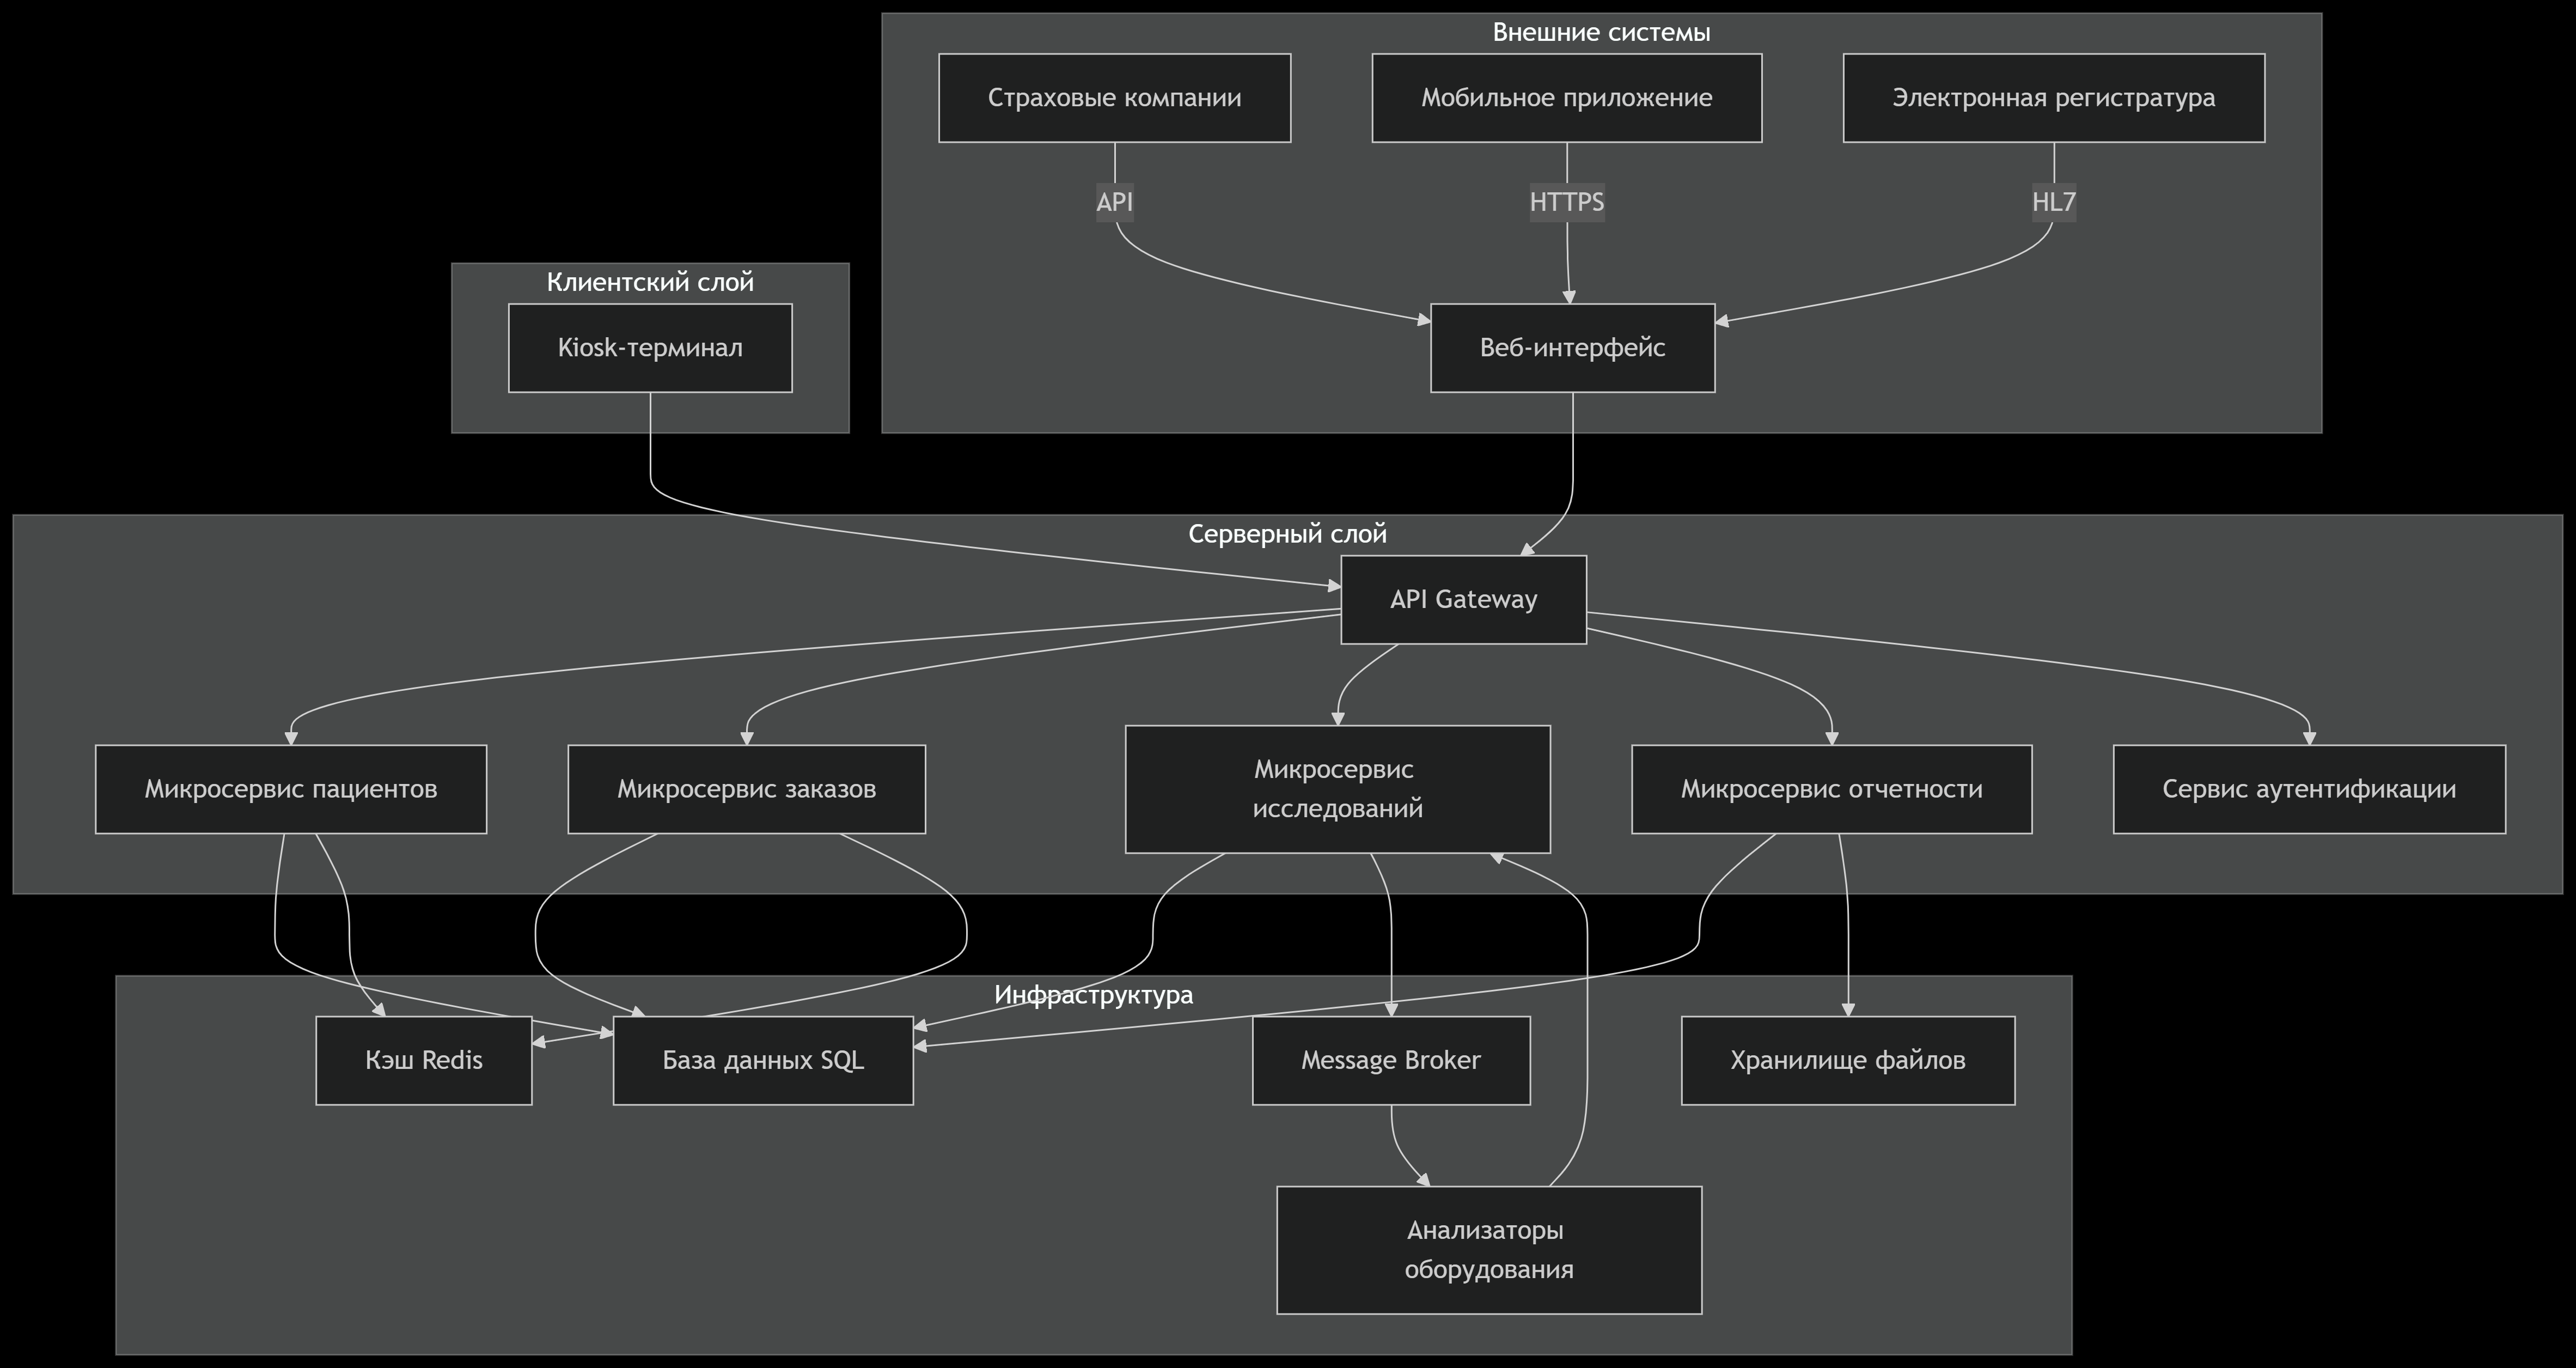 Внешние системы
Страховые компании
Мобильное приложение
Электронная регистратура
API
HTTPS
HL7
Клиентский слой
Kiosk-терминал
Веб-интерфейс
Серверный слой
API Gateway
Микросервис пациентов
Микросервис заказов
Микросервис
исследований
Микросервис отчетности
Сервис аутентификации
Инфраструктура
Кэш Redis
База данных SQL
Message Broker
Хранилище файлов
Анализаторы
оборудования